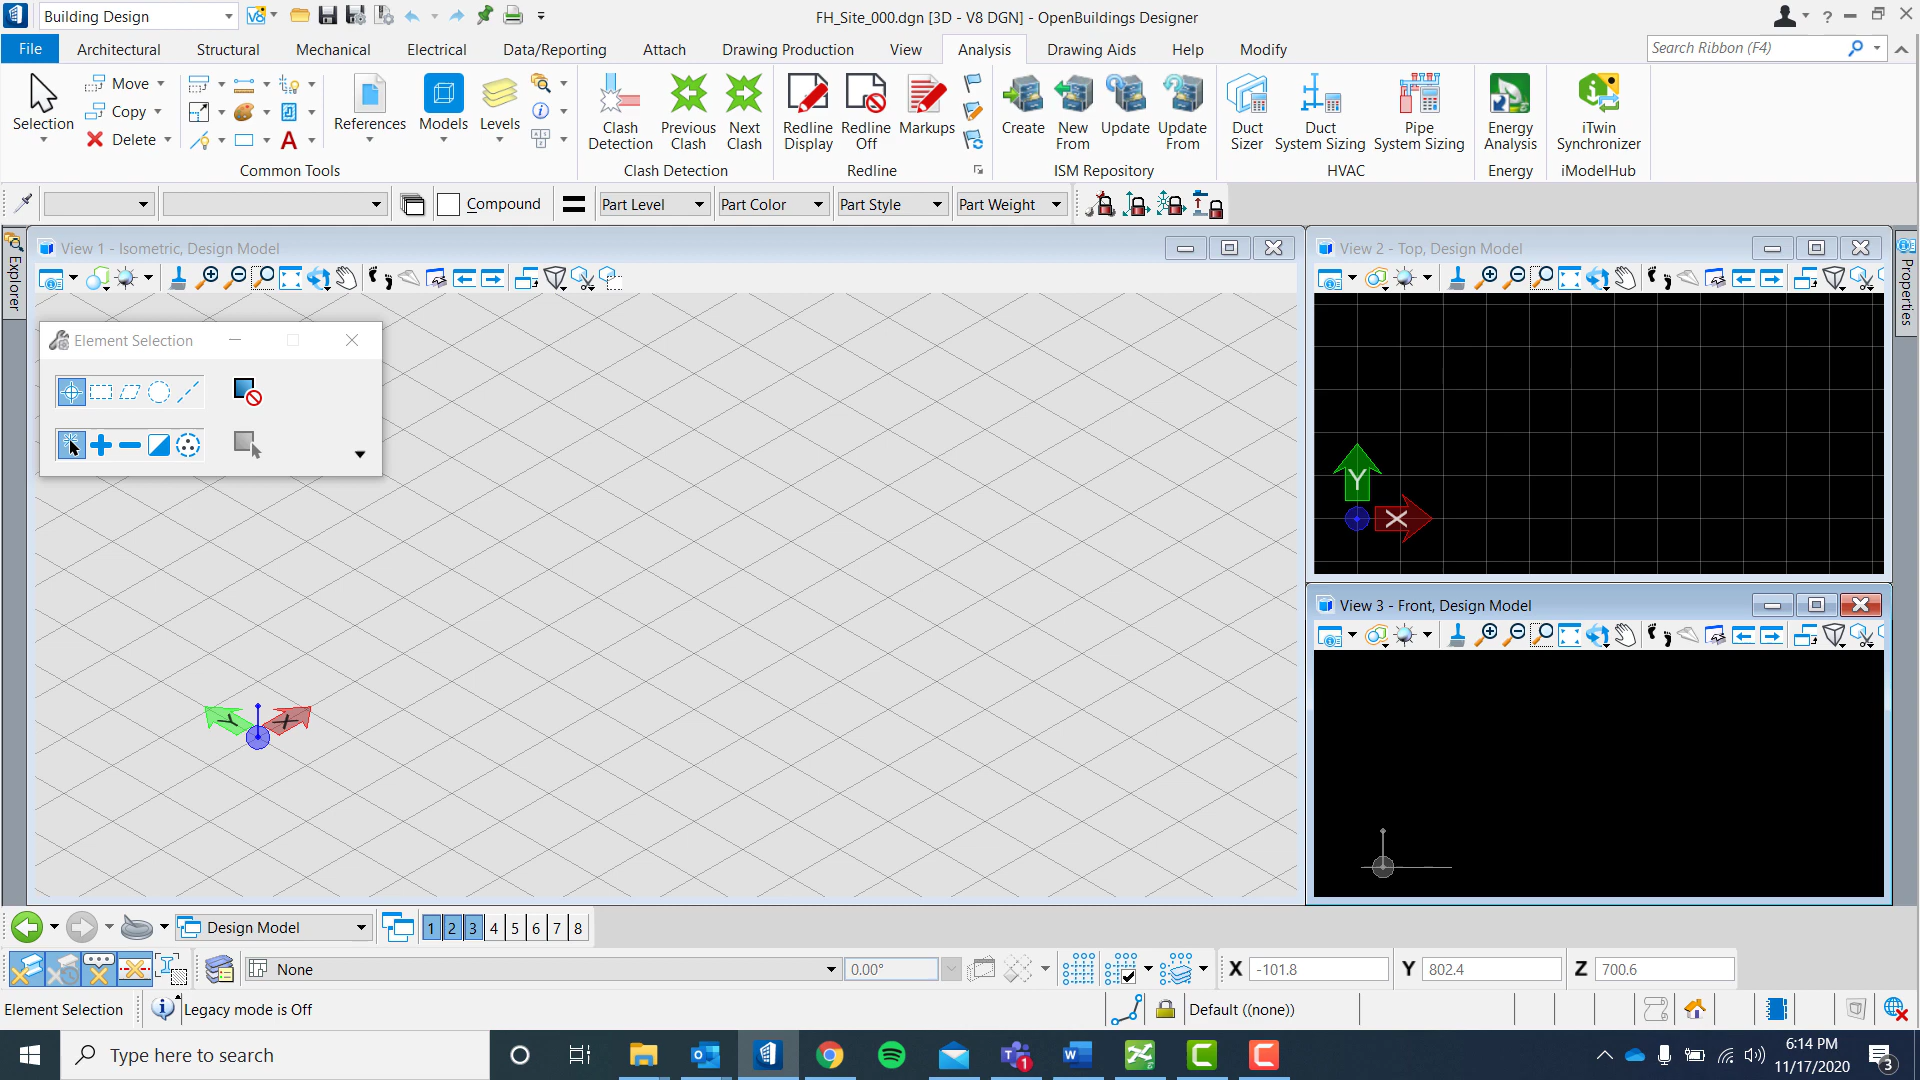 Building Design
FH_Site_000.dgn [3D - V8 DGN] - OpenBuildings Designer
File Architectural Structural Mechanical Electrical Data/Reporting Attach Drawing Production View Analysis Drawing Aids Help Modify
Search Ribbon (F4)
Selection
Move
Copy
Delete
References
Models
Levels
Common Tools
Clash Detection
Previous Clash
Next Clash
Clash Detection
Redline Display
Redline Off
Markups
Redline
Create
New From
Update
Update From
ISM Repository
Duct Sizer
Duct System Sizing
Pipe System Sizing
HVAC
Energy Analysis
Energy
iTwin Synchronizer
iModelHub
Compound
Part Level
Part Color
Part Style
Part Weight
Explorer
View 1 - Isometric, Design Model
Element Selection
Y X
View 2 - Top, Design Model
Y
X
View 3 - Front, Design Model
Properties
Design Model
1 2 3 4 5 6 7 8
None
0.00°
X -101.8 Y 802.4 Z 700.6
Element Selection
Legacy mode is Off
Default ((none))
Type here to search
1
6:14 PM
11/17/2020
3